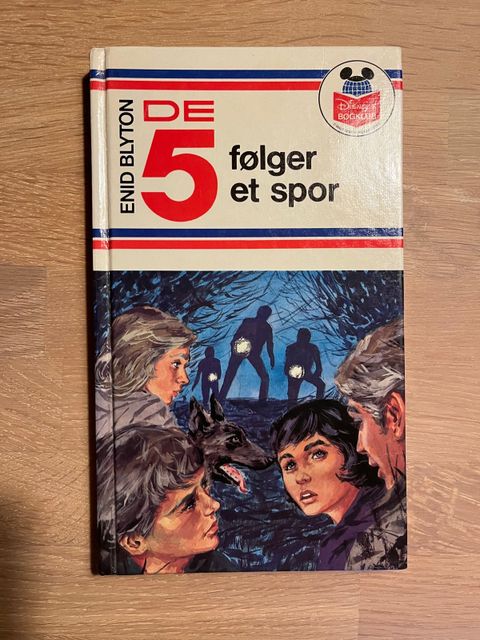 ENID BLYTON
DE
5
følger
et spor
DISNEY'S
BOGKLUB